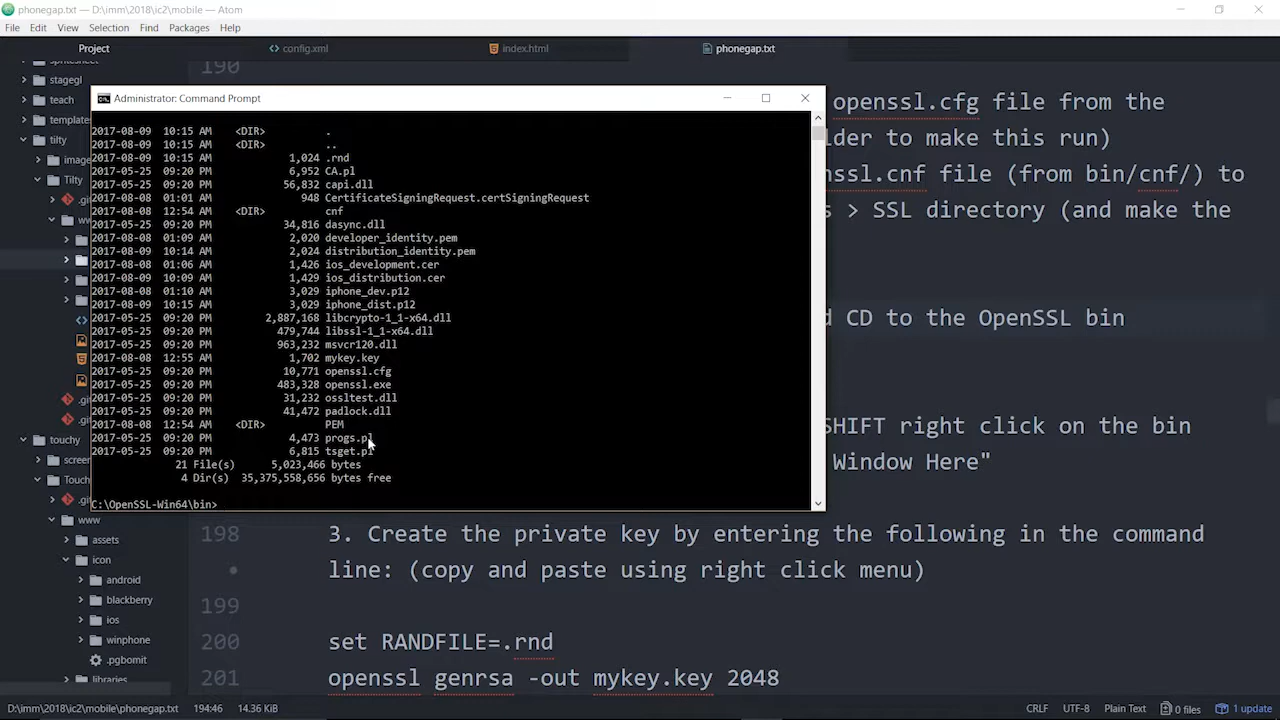 phonegap.txt — D:\imm\2018\ic2\mobile — Atom
File Edit View Selection Find Packages Help
Project
config.xml
index.html
phonegap.txt
spritesheet
stagegl
teach
templates
tilty
Tilty
touchy
www
assets
icon
android
blackberry
ios
winphone
.pgbomit
libraries
Administrator: Command Prompt
2017-08-09 10:15 AM <DIR> .
2017-08-09 10:15 AM <DIR> ..
2017-08-09 10:15 AM 1,024 .rnd
2017-05-25 09:20 PM 6,952 CA.pl
2017-05-25 09:20 PM 56,832 capi.dll
2017-08-08 01:01 AM 948 CertificateSigningRequest.certSigningRequest
2017-08-08 12:54 AM <DIR> cnf
2017-05-25 09:20 PM 34,816 dasync.dll
2017-08-08 01:09 AM 2,020 developer_identity.pem
2017-08-09 10:14 AM 2,024 distribution_identity.pem
2017-08-08 01:06 AM 1,426 ios_development.cer
2017-08-09 10:09 AM 1,429 ios_distribution.cer
2017-08-08 01:10 AM 3,029 iphone_dev.p12
2017-08-09 10:15 AM 3,029 iphone_dist.p12
2017-05-25 09:20 PM 2,887,168 libcrypto-1_1-x64.dll
2017-05-25 09:20 PM 479,744 libssl-1_1-x64.dll
2017-05-25 09:20 PM 963,232 msvcr120.dll
2017-08-08 12:55 AM 1,702 mykey.key
2017-05-25 09:20 PM 10,771 openssl.cfg
2017-05-25 09:20 PM 483,328 openssl.exe
2017-05-25 09:20 PM 31,232 ossltest.dll
2017-05-25 09:20 PM 41,472 padlock.dll
2017-08-08 12:54 AM <DIR> PEM
2017-05-25 09:20 PM 4,473 progs.pl
2017-05-25 09:20 PM 6,815 tsget.pl
21 File(s) 5,023,466 bytes
4 Dir(s) 35,375,558,656 bytes free
C:\OpenSSL-Win64\bin>
190
openssl.cfg file from the
lder to make this run)
nssl.cnf file (from bin/cnf/) to
s > SSL directory (and make the
d CD to the OpenSSL bin
SHIFT right click on the bin
Window Here"
198 3. Create the private key by entering the following in the command
line: (copy and paste using right click menu)
199
200 set RANDFILE=.rnd
201 openssl genrsa -out mykey.key 2048
D:\imm\2018\ic2\mobile\phonegap.txt 194:46 14.36 KiB CRLF UTF-8 Plain Text 0 files 1 update